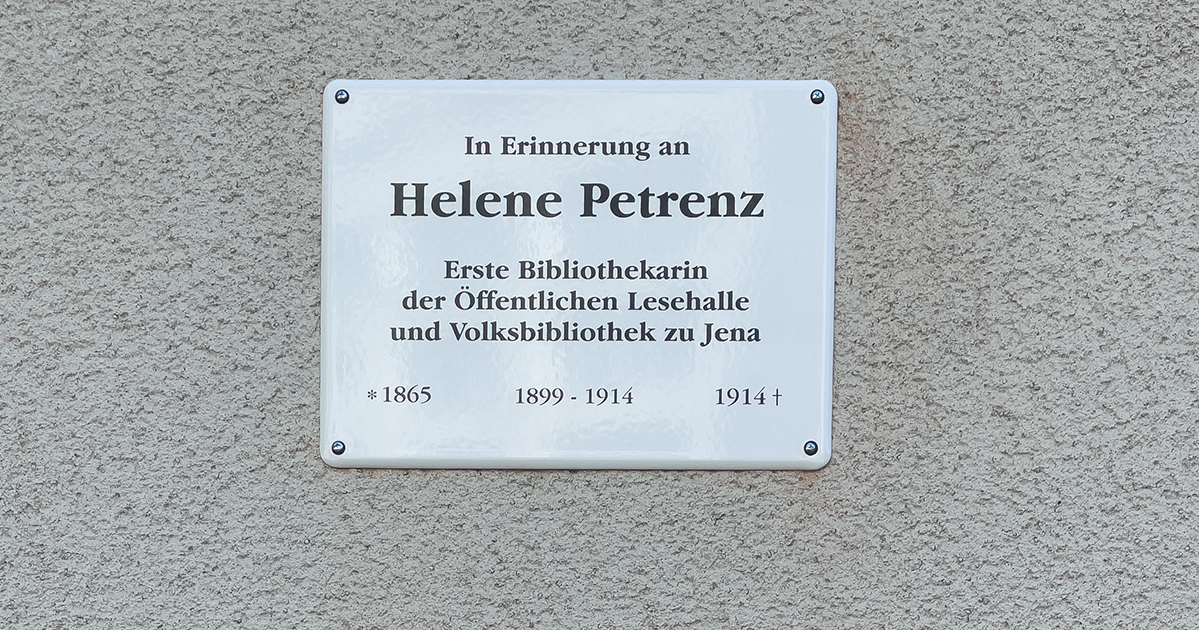 In Erinnerung an
Helene Petrenz
Erste Bibliothekarin
der Öffentlichen Lesehalle
und Volksbibliothek zu Jena
*1865 1899 - 1914 1914 †